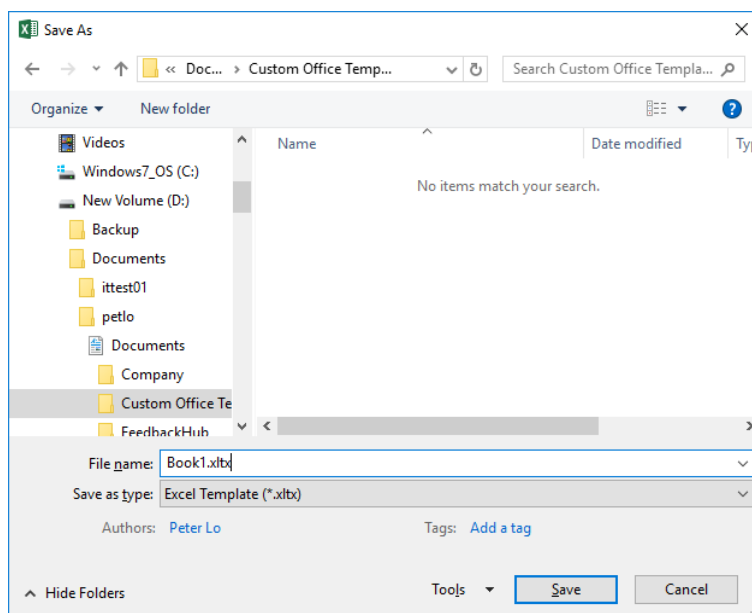 Save As
« Doc... › Custom Office Temp...
Search Custom Office Templa...
Organize
New folder
?
Name
Date modified
Ty
No items match your search.
Videos
Windows7_OS (C:)
New Volume (D:)
Backup
Documents
ittest01
petlo
Documents
Company
Custom Office Te
FeedbackHub
File name: Book1.xltx
Save as type: Excel Template (*.xltx)
Authors: Peter Lo
Tags: Add a tag
Hide Folders
Tools
Save
Cancel